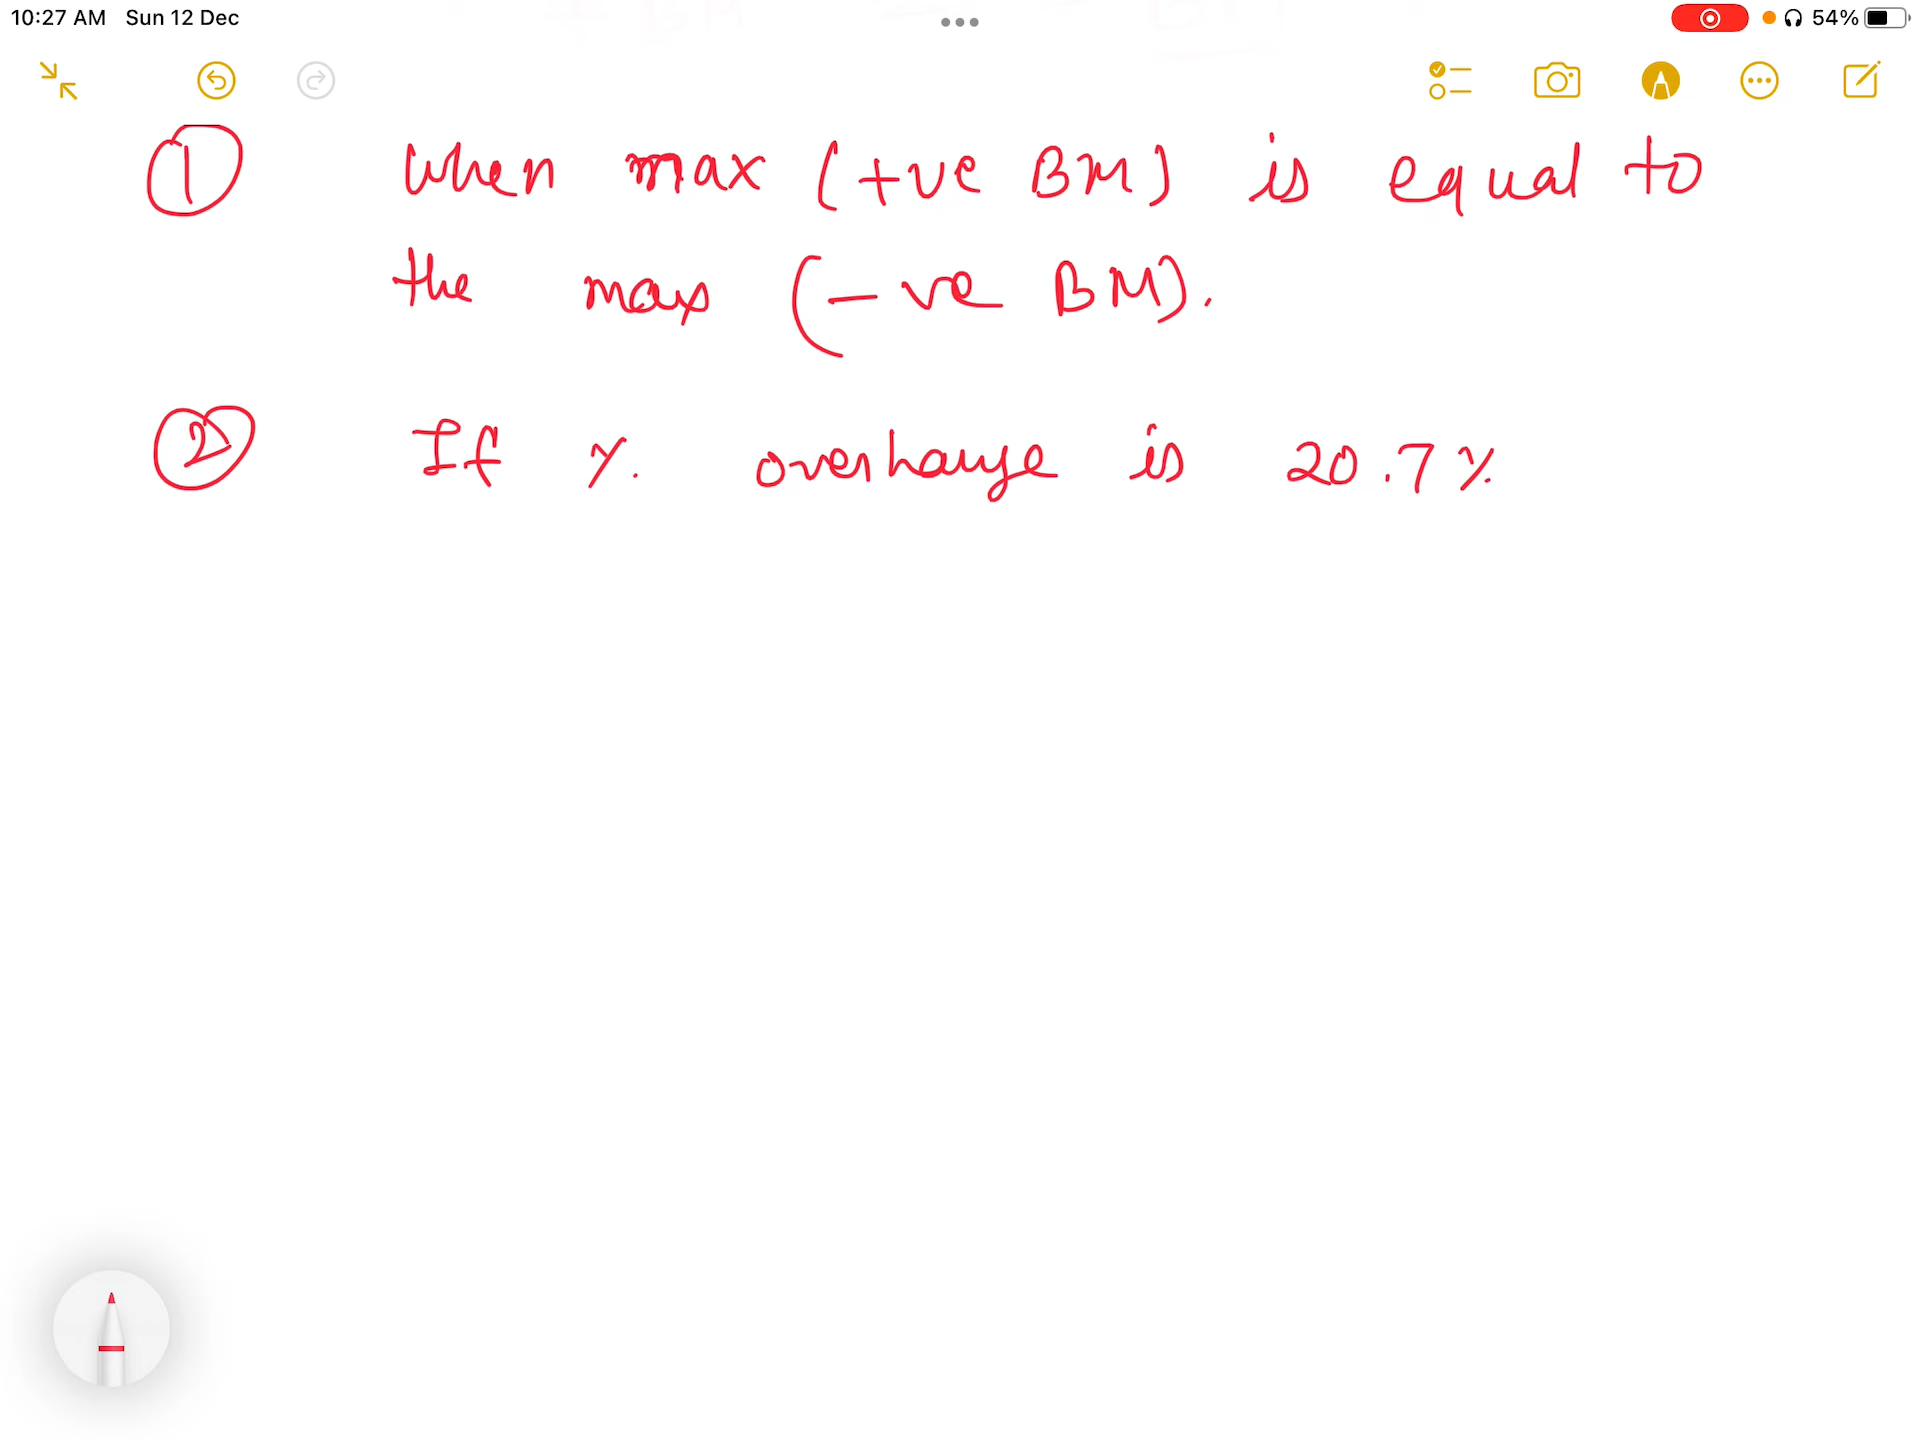 10:27 AM Sun 12 Dec 54%
① when max (+ve BM) is equal to
the max (-ve BM).
② If % overhange is 20.7%